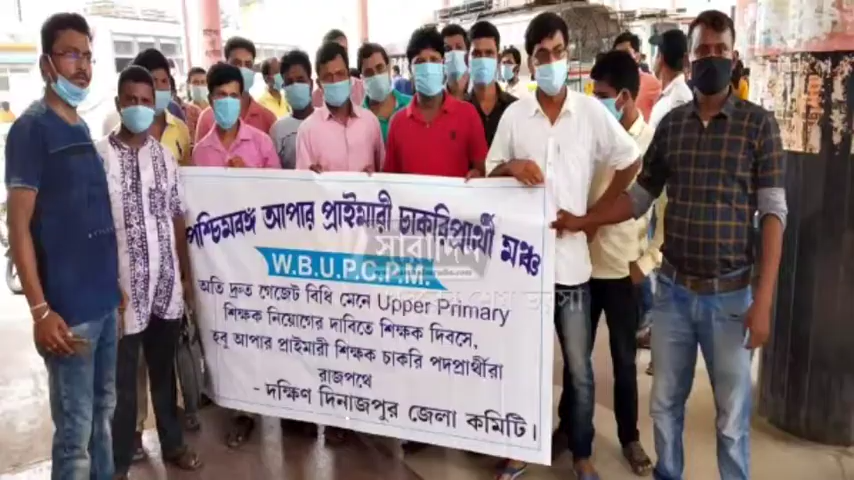 পশ্চিমবঙ্গ আপার প্রাইমারী চাকরিপ্রার্থী মঞ্চ
W.B.U.P.C.P.M.
অতি দ্রুত গেজেট বিধি মেনে Upper Primary
শিক্ষক নিয়োগের দাবিতে শিক্ষক দিবসে,
হবু আপার প্রাইমারী শিক্ষক চাকরি পদপ্রার্থীরা
রাজপথে
- দক্ষিণ দিনাজপুর জেলা কমিটি।